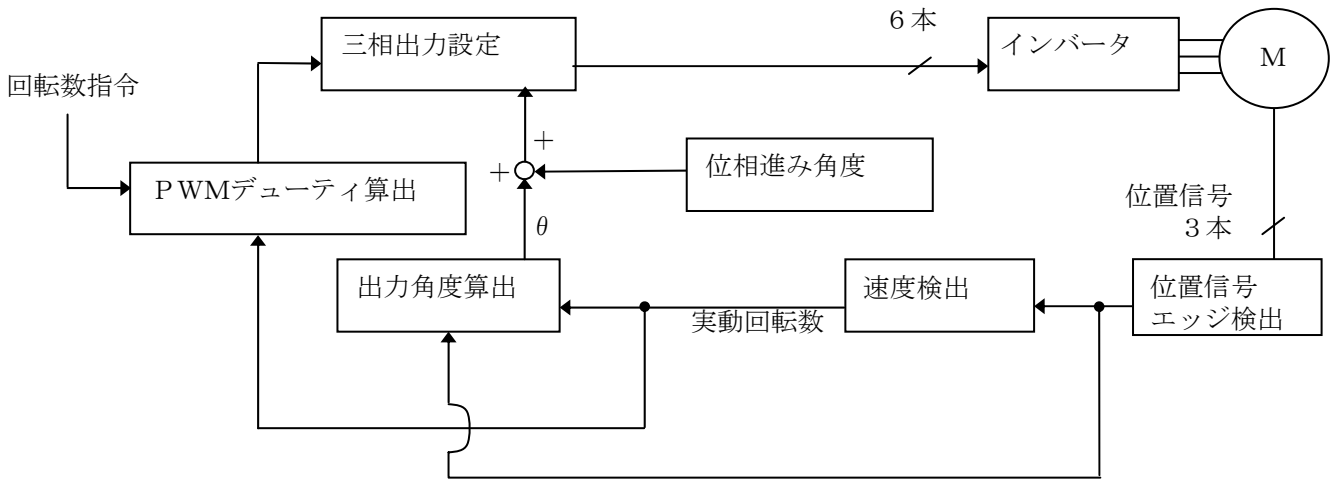 6本
三相出力設定
インバータ
M
回転数指令
+
+
位相進み角度
PWMデューティ算出
位置信号
3本
θ
出力角度算出
速度検出
位置信号
エッジ検出
実動回転数